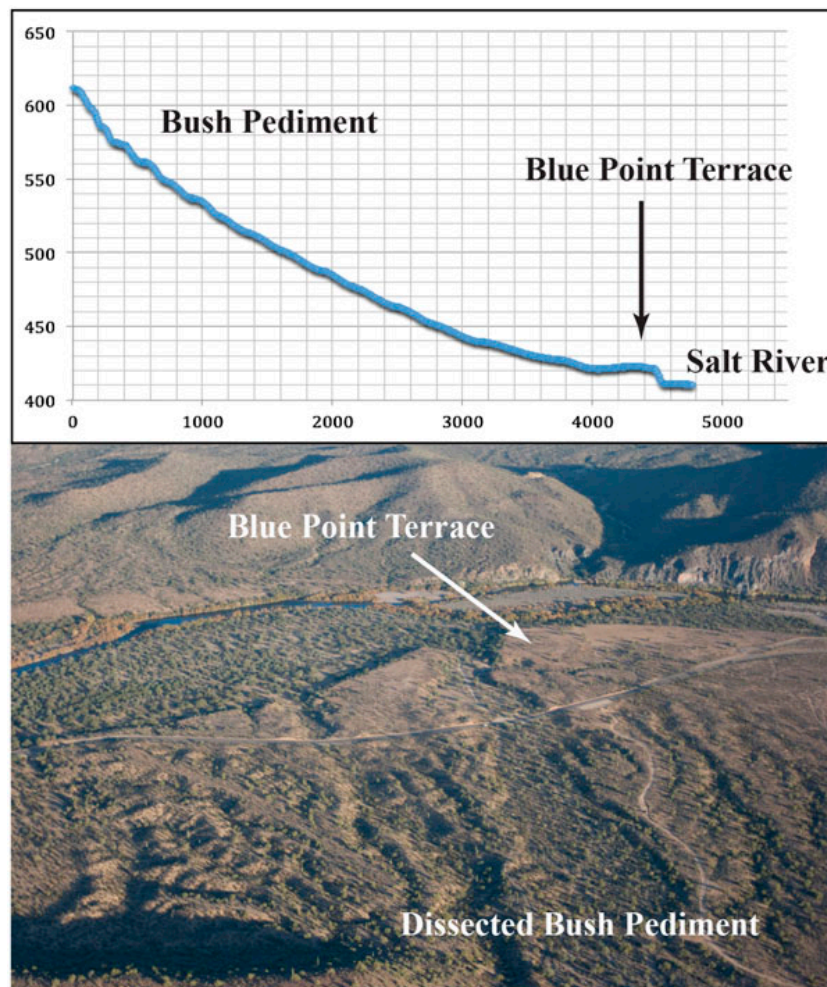 650
600
Bush Pediment
550
Blue Point Terrace
500
450
Salt River
400
0 1000 2000 3000 4000 5000
Blue Point Terrace
Dissected Bush Pediment